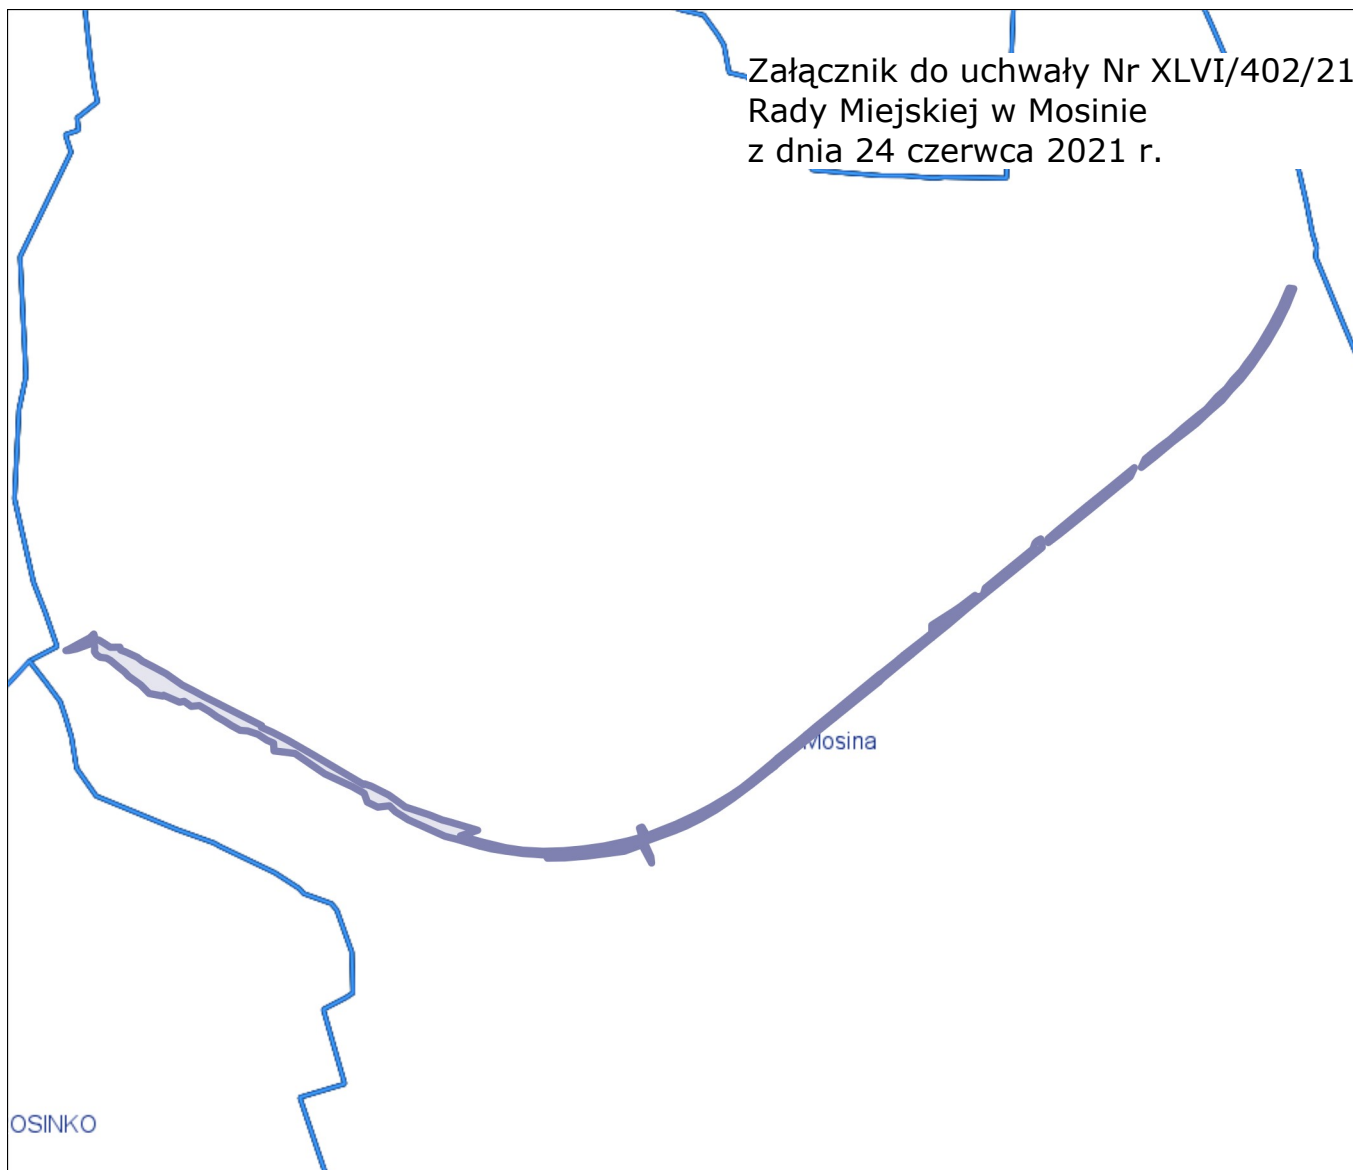 Załącznik do uchwały Nr XLVI/402/21
Rady Miejskiej w Mosinie
z dnia 24 czerwca 2021 r.
Mosina
OSINKO